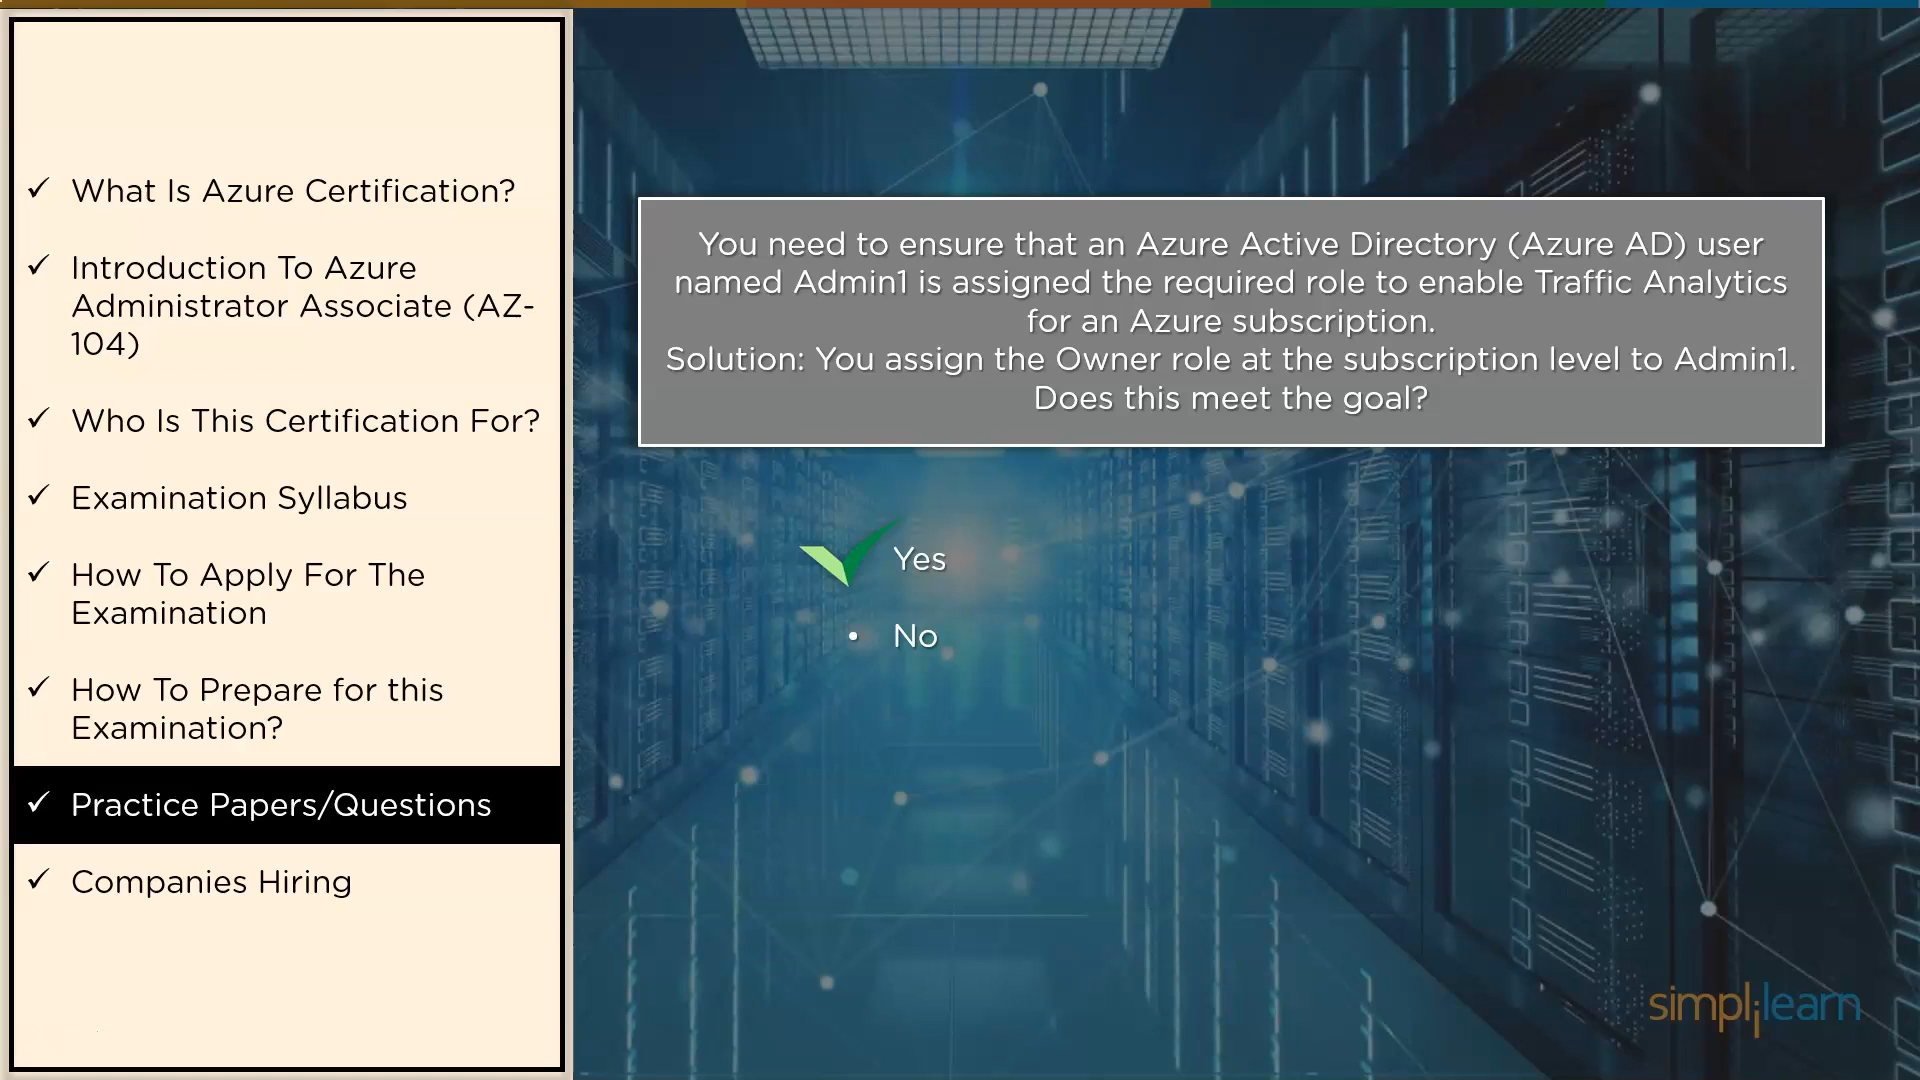 What Is Azure Certification?
Introduction To Azure
Administrator Associate (AZ-
104)
Who Is This Certification For?
Examination Syllabus
How To Apply For The
Examination
How To Prepare for this
Examination?
Practice Papers/Questions
Companies Hiring
You need to ensure that an Azure Active Directory (Azure AD) user
named Admin1 is assigned the required role to enable Traffic Analytics
for an Azure subscription.
Solution: You assign the Owner role at the subscription level to Admin1.
Does this meet the goal?
Yes
No
simplilearn